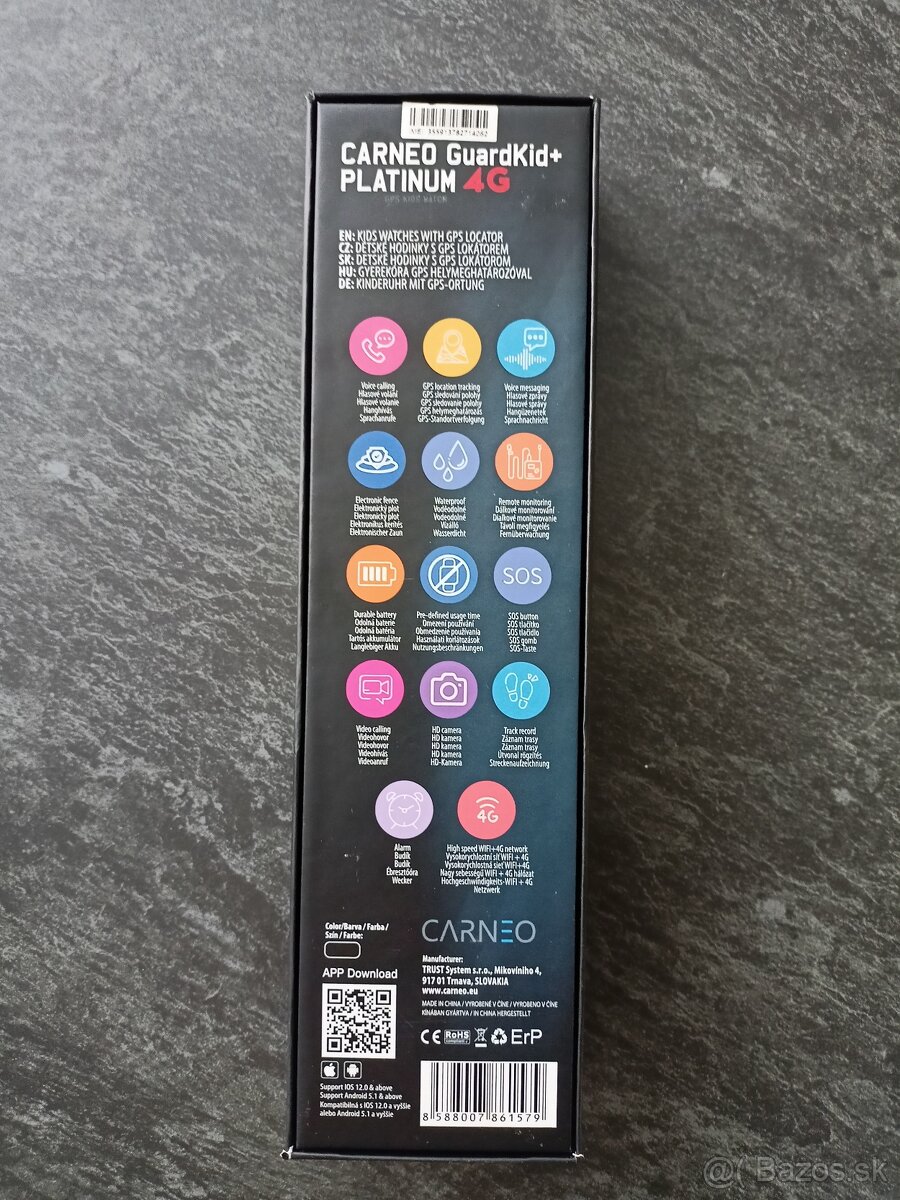 CARNEO GuardKid+
PLATINUM 4G
GPS KIDS WATCH
EN: KIDS WATCHES WITH GPS LOCATOR
CZ: DĚTSKÉ HODINKY S GPS LOKÁTOREM
SK: DETSKÉ HODINKY S GPS LOKÁTOROM
HU: GYEREKÓRA GPS HELYMEGHATÁROZÓVAL
DE: KINDERUHR MIT GPS-ORTUNG
Voice calling
Hlasové volání
Hlasové volanie
Hanghívás
Sprachanrufe
GPS location tracking
GPS sledování polohy
GPS sledovanie polohy
GPS helymeghatározás
GPS-Standortverfolgung
Voice messaging
Hlasové zprávy
Hlasové správy
Hangüzenetek
Sprachnachricht
Electronic fence
Elektronický plot
Elektronický plot
Elektronikus kerítés
Elektronischer Zaun
Waterproof
Voděodolné
Vodeodolné
Vízálló
Wasserdicht
Remote monitoring
Dálkové monitorování
Diaľkové monitorovanie
Távoli megfigyelés
Fernüberwachung
SOS
Durable battery
Odolná baterie
Odolná batéria
Tartós akkumulátor
Langlebiger Akku
Pre-defined usage time
Omezení používání
Obmedzenie používania
Használati korlátozások
Nutzungsbeschränkungen
SOS button
SOS tlačítko
SOS tlačidlo
SOS gomb
SOS-Taste
Video calling
Videohovor
Videohovor
Videohívás
Videoanruf
HD camera
HD kamera
HD kamera
HD kamera
HD-Kamera
Track record
Záznam trasy
Záznam trasy
Útvonal rögzítés
Streckenaufzeichnung
4G
Alarm
Budík
Budík
Ébresztőóra
Wecker
High speed WIFI+4G network
Vysokorychlostní síť WIFI + 4G
Vysokorýchlostná sieť WIFI+4G
Nagy sebességű WIFI + 4G hálózat
Hochgeschwindigkeits-WIFI + 4G
Netzwerk
Color/Barva / Farba /
Szín / Farbe:
APP Download
Support IOS 12.0 & above
Support Android 5.1 & above
Kompatibilná s IOS 12.0 a vyššie
alebo Android 5.1 a vyššie
CARNEO
Manufacturer:
TRUST System s.r.o., Mikovíniho 4,
917 01 Trnava, SLOVAKIA
www.carneo.eu
MADE IN CHINA / VYROBENÉ V ČÍNE / VYROBENO V ČÍNĚ
KÍNÁBAN GYÁRTVA / IN CHINA HERGESTELLT
CE RoHS compliant ErP
8 588007 861579
Bazos.sk